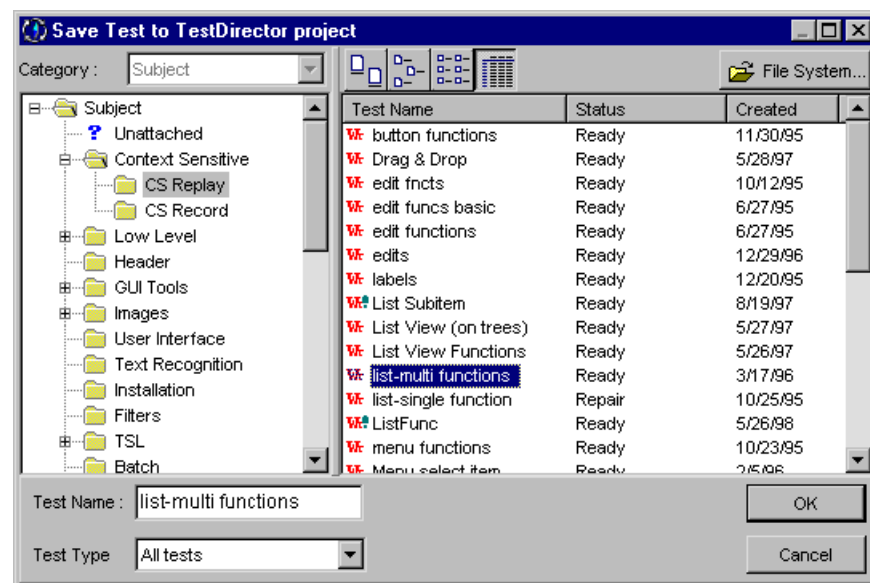 Save Test to TestDirector project
Category : Subject
File System...
Subject
Unattached
Context Sensitive
CS Replay
CS Record
Low Level
Header
GUI Tools
Images
User Interface
Text Recognition
Installation
Filters
TSL
Batch
Test Name Status Created
button functions Ready 11/30/95
Drag & Drop Ready 5/28/97
edit fncts Ready 10/12/95
edit funcs basic Ready 6/27/95
edit functions Ready 6/27/95
edits Ready 12/29/96
labels Ready 12/20/95
List Subitem Ready 8/19/97
List View (on trees) Ready 5/27/97
List View Functions Ready 5/26/97
list-multi functions Ready 3/17/96
list-single function Repair 10/25/95
ListFunc Ready 5/26/98
menu functions Ready 10/23/95
Menu select item Ready 2/5/96
Test Name : list-multi functions
OK
Test Type All tests
Cancel